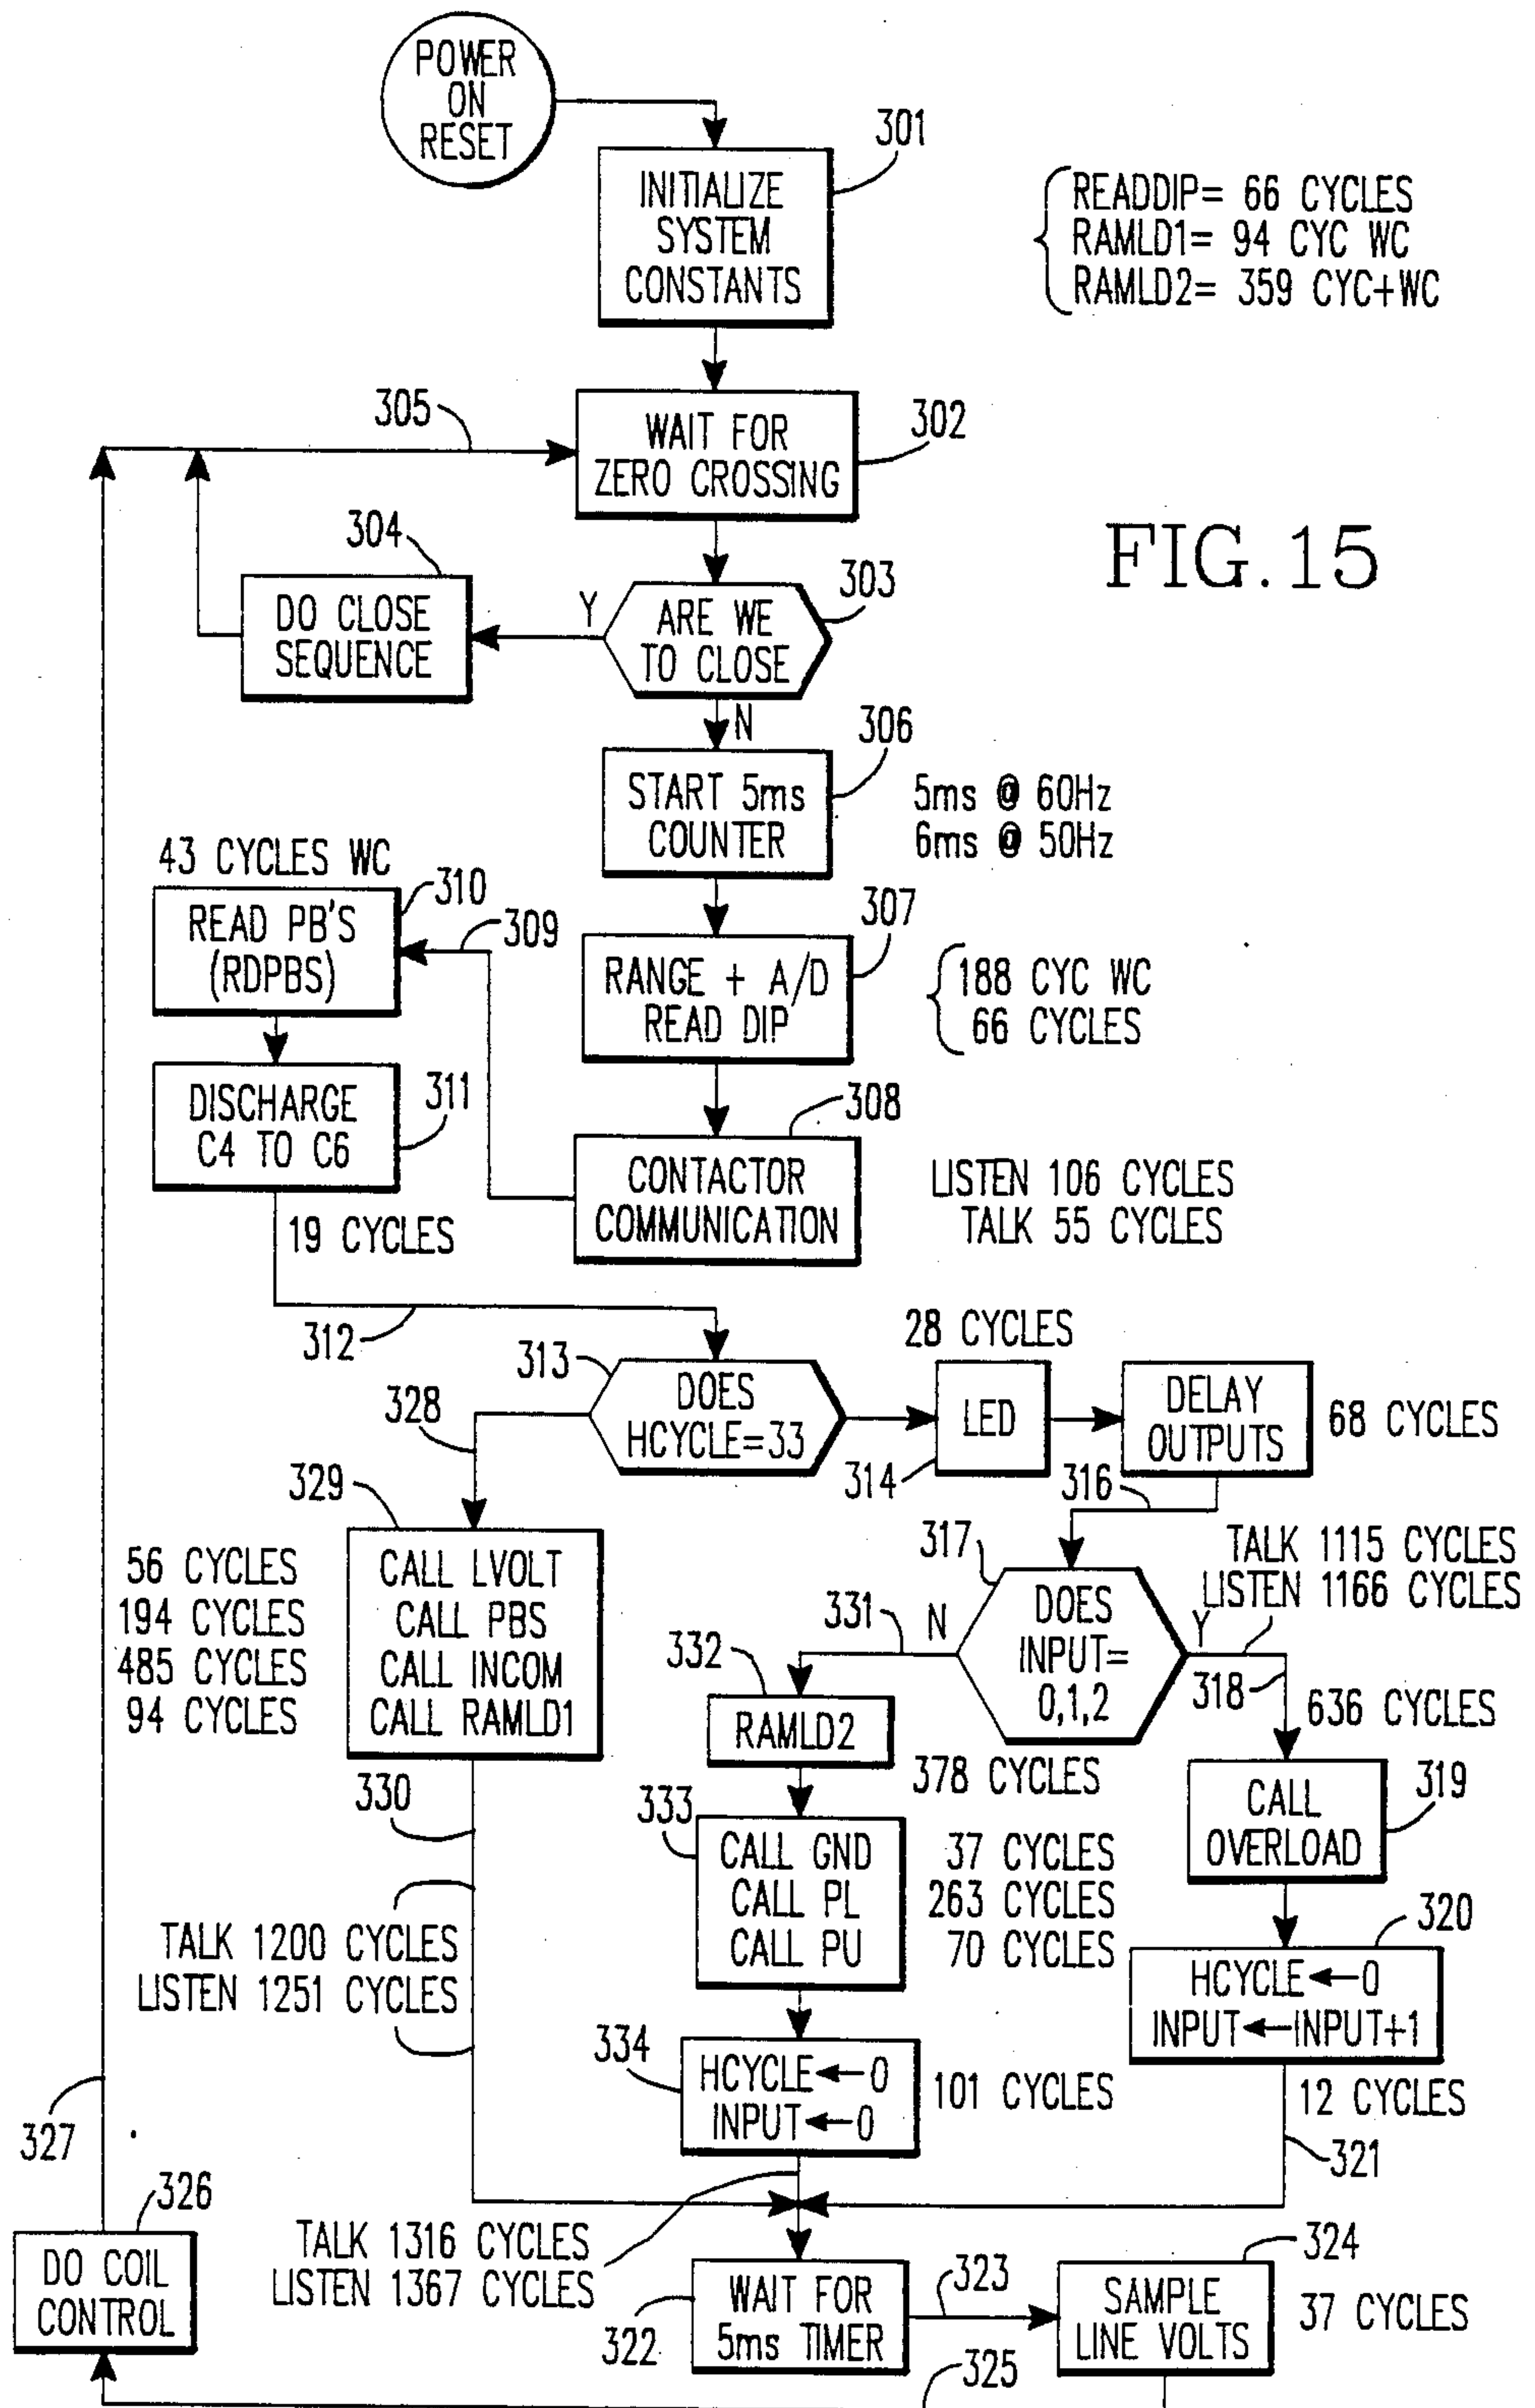 POWER
ON
RESET
301
INITIALIZE
SYSTEM
CONSTANTS
READDIP= 66 CYCLES
RAMLD1= 94 CYC WC
RAMLD2= 359 CYC+WC
305
WAIT FOR
ZERO CROSSING
302
FIG.15
304
DO CLOSE
SEQUENCE
Y
ARE WE
TO CLOSE
303
N
306
START 5ms
COUNTER
5ms @ 60Hz
6ms @ 50Hz
43 CYCLES WC
310
READ PB'S
(RDPBS)
309
307
RANGE + A/D
READ DIP
188 CYC WC
66 CYCLES
DISCHARGE
C4 TO C6
311
308
CONTACTOR
COMMUNICATION
LISTEN 106 CYCLES
TALK 55 CYCLES
19 CYCLES
312
313
DOES
HCYCLE=33
28 CYCLES
LED
314
DELAY
OUTPUTS
68 CYCLES
316
328
329
56 CYCLES
194 CYCLES
485 CYCLES
94 CYCLES
CALL LVOLT
CALL PBS
CALL INCOM
CALL RAMLD1
317
DOES
INPUT=
0,1,2
TALK 1115 CYCLES
LISTEN 1166 CYCLES
Y
318
636 CYCLES
331
N
332
RAMLD2
378 CYCLES
CALL
OVERLOAD
319
330
333
CALL GND
CALL PL
CALL PU
37 CYCLES
263 CYCLES
70 CYCLES
320
HCYCLE←0
INPUT←INPUT+1
12 CYCLES
321
TALK 1200 CYCLES
LISTEN 1251 CYCLES
334
HCYCLE←0
INPUT←0
101 CYCLES
327
326
DO COIL
CONTROL
TALK 1316 CYCLES
LISTEN 1367 CYCLES
322
WAIT FOR
5ms TIMER
323
324
SAMPLE
LINE VOLTS
37 CYCLES
325